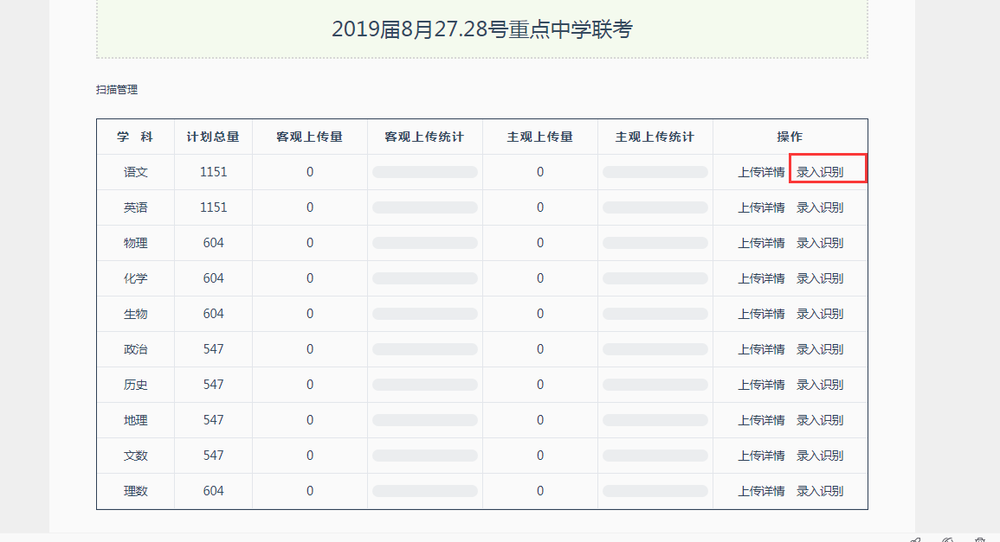 2019届8月27.28号重点中学联考
扫描管理
学 科 计划总量 客观上传量 客观上传统计 主观上传量 主观上传统计 操作
语文 1151 0 0 上传详情 录入识别
英语 1151 0 0 上传详情 录入识别
物理 604 0 0 上传详情 录入识别
化学 604 0 0 上传详情 录入识别
生物 604 0 0 上传详情 录入识别
政治 547 0 0 上传详情 录入识别
历史 547 0 0 上传详情 录入识别
地理 547 0 0 上传详情 录入识别
文数 547 0 0 上传详情 录入识别
理数 604 0 0 上传详情 录入识别